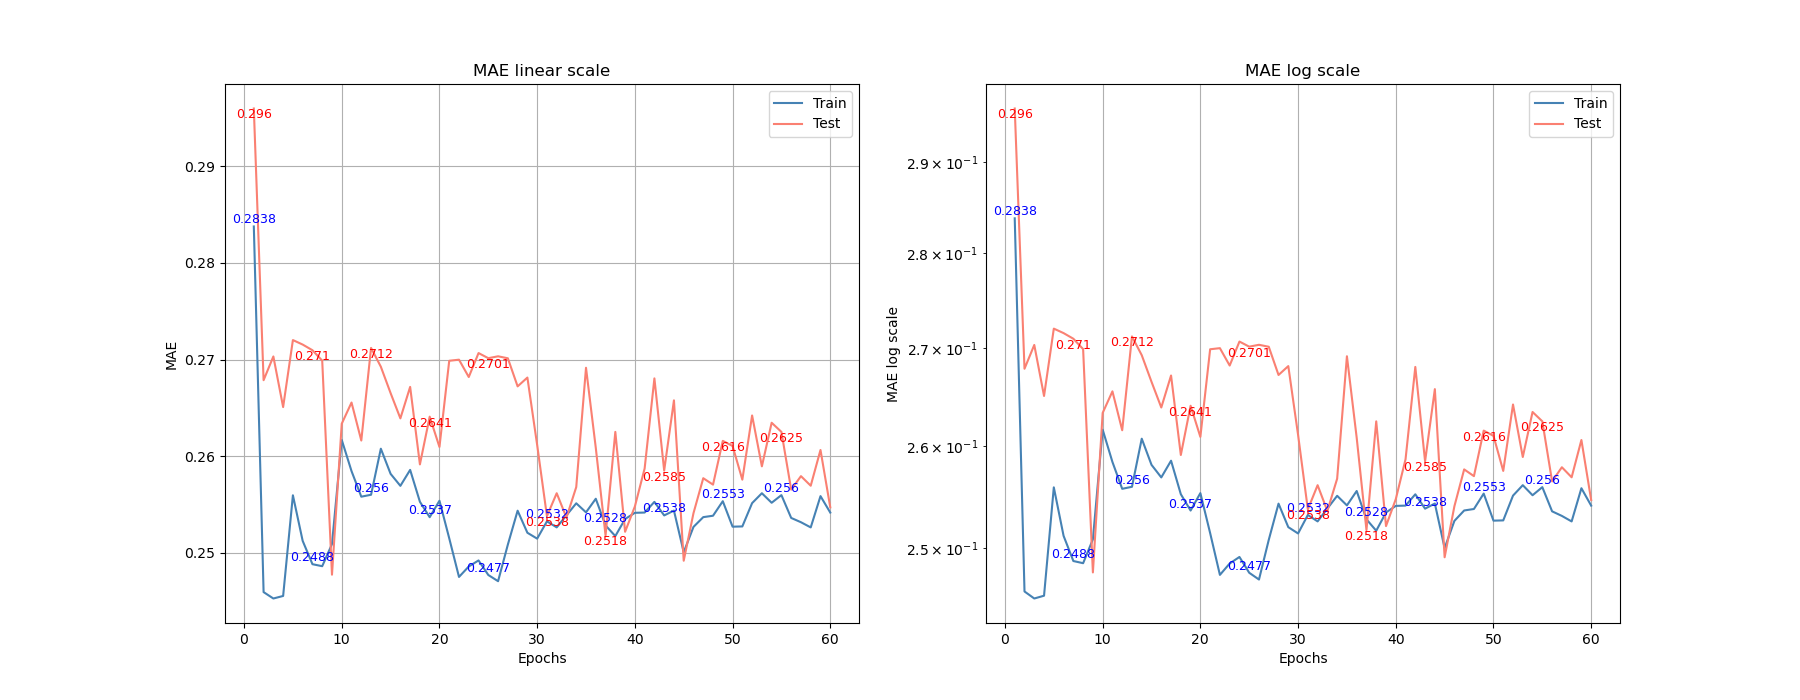 MAE linear scale
MAE
0.29
0.28
0.27
0.26
0.25
0.296
0.2838
0.271
0.2488
0.2712
0.256
0.2641
0.2537
0.2701
0.2477
0.2532
0.2538
0.2528
0.2518
0.2585
0.2538
0.2616
0.2553
0.2625
0.256
Train
Test
0 10 20 30 40 50 60
Epochs
MAE log scale
MAE log scale
2.9 × 10⁻¹
2.8 × 10⁻¹
2.7 × 10⁻¹
2.6 × 10⁻¹
2.5 × 10⁻¹
0.296
0.2838
0.271
0.2488
0.2712
0.256
0.2641
0.2537
0.2701
0.2477
0.2532
0.2538
0.2528
0.2518
0.2585
0.2538
0.2616
0.2553
0.2625
0.256
Train
Test
0 10 20 30 40 50 60
Epochs